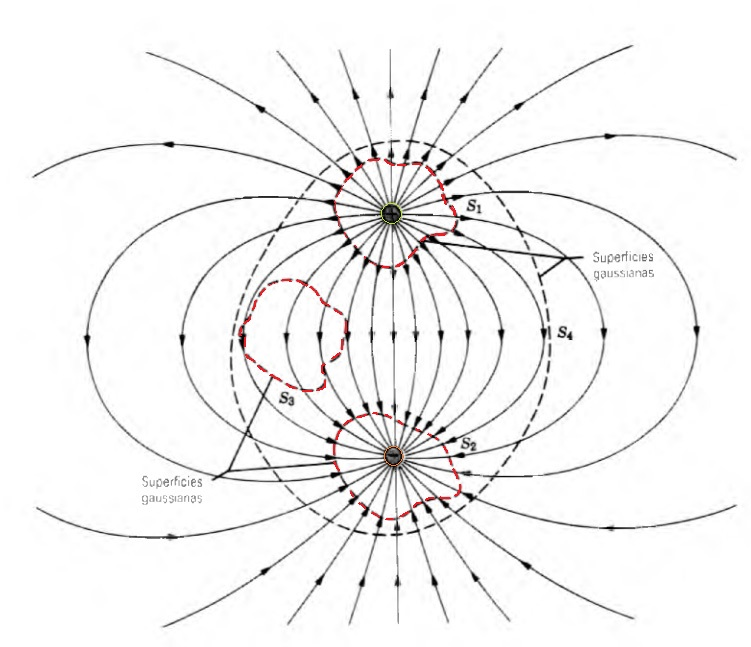 S₁
Superficies
gaussianas
S₄
S₃
S₂
Superficies
gaussianas